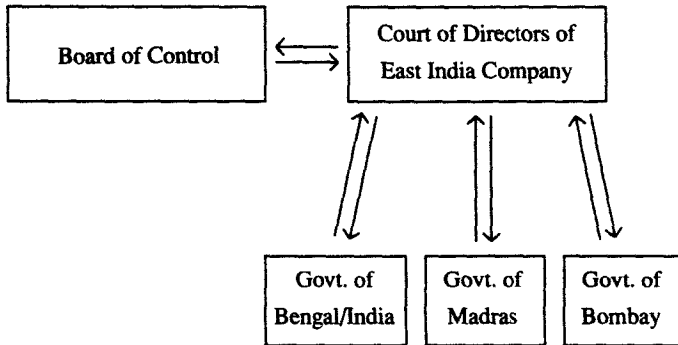 Board of Control
Court of Directors of
East India Company
Govt. of
Bengal/India
Govt. of
Madras
Govt. of
Bombay